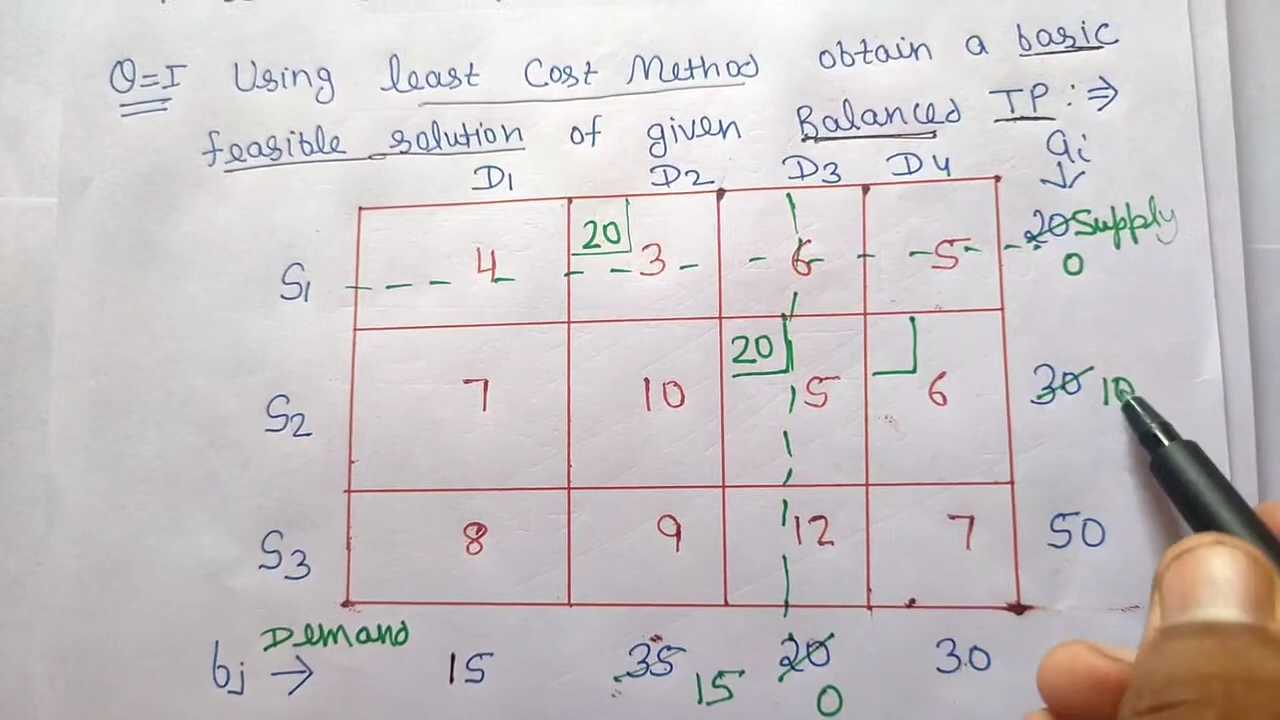 Q=I Using least Cost Method obtain a basic
feasible solution of given Balanced TP :⇒
ai
D1 D2 D3 D4
20 Supply
20
S1 4 3 6 5
0
20
S2 7 10 5 6 30 10
S3 8 9 12 7 50
Demand
bj → 15 35 20 30
15 0